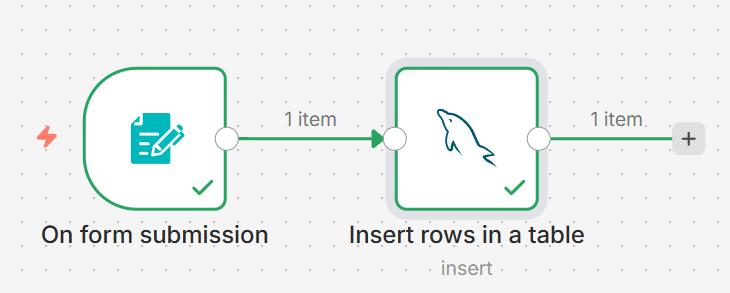 1 item
1 item
On form submission
Insert rows in a table
insert